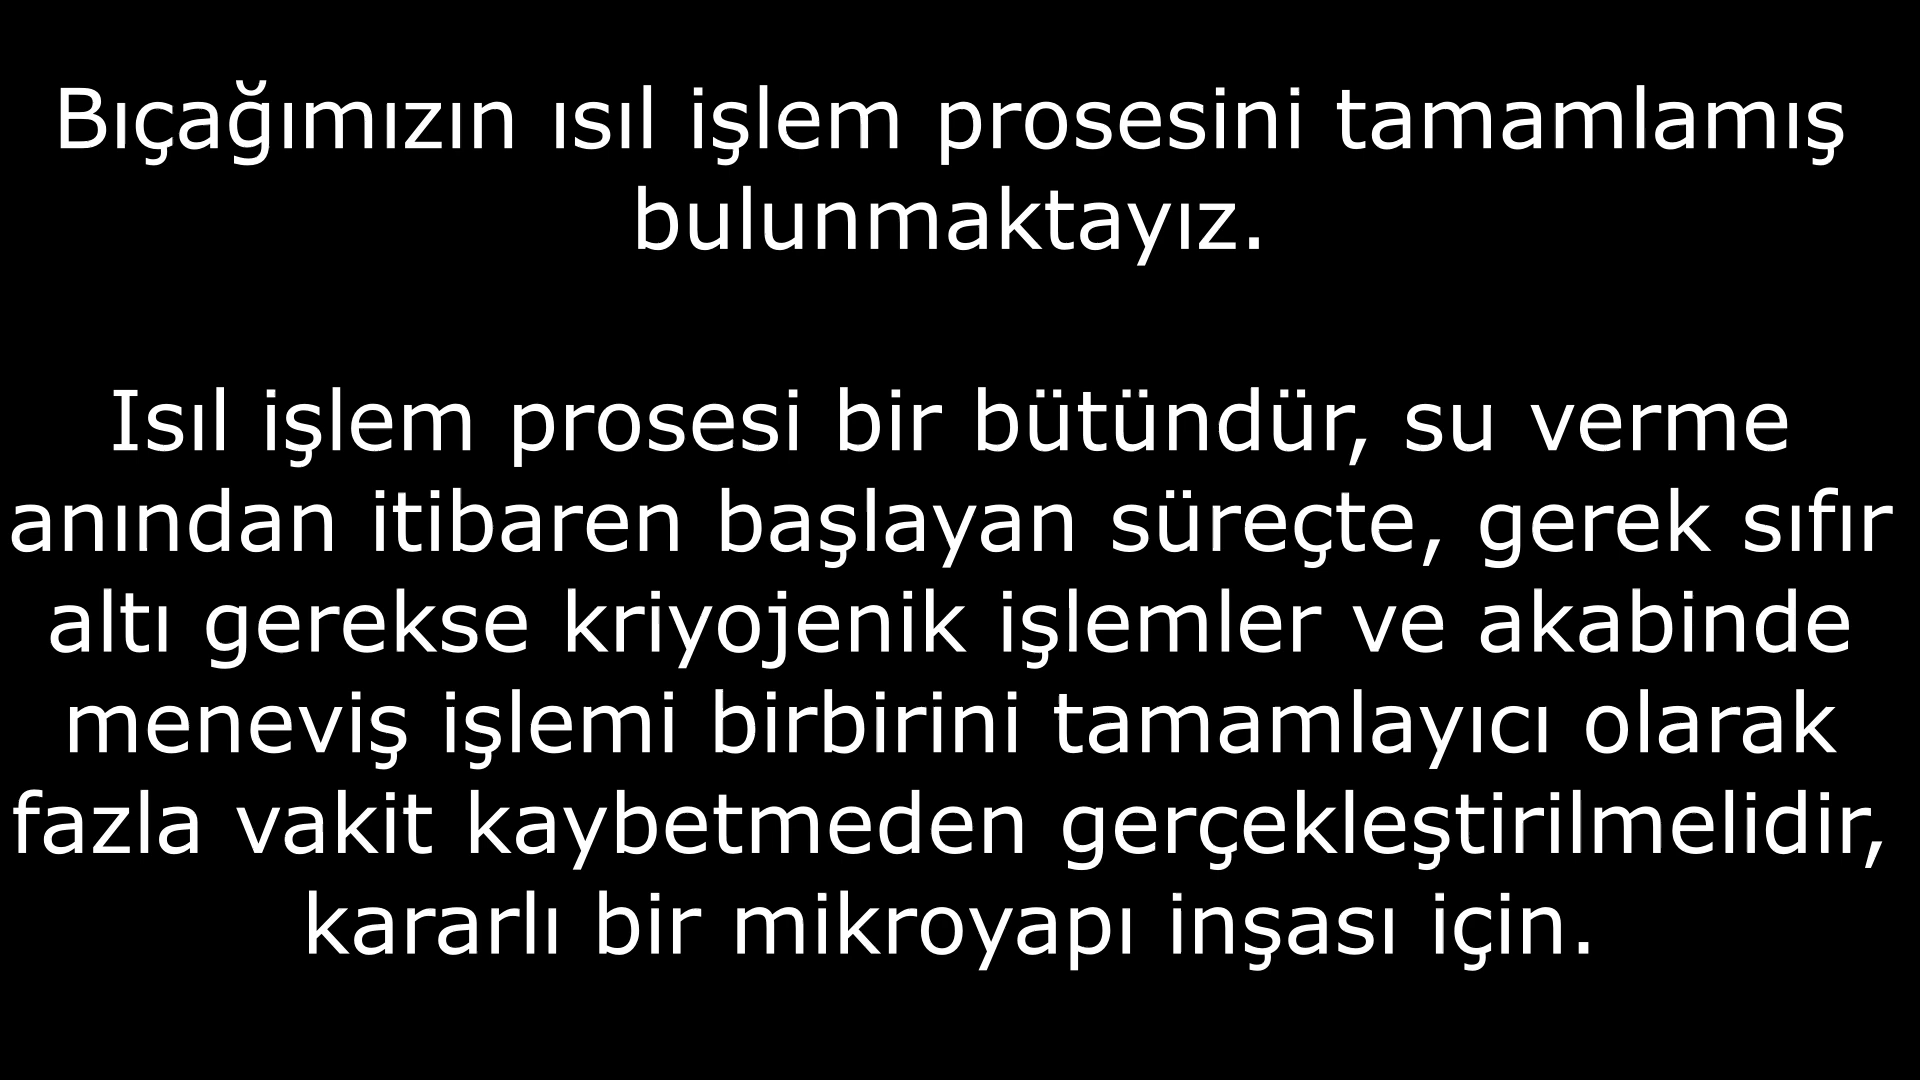 Bıçağımızın ısıl işlem prosesini tamamlamış
bulunmaktayız.
Isıl işlem prosesi bir bütündür, su verme
anından itibaren başlayan süreçte, gerek sıfır
altı gerekse kriyojenik işlemler ve akabinde
meneviş işlemi birbirini tamamlayıcı olarak
fazla vakit kaybetmeden gerçekleştirilmelidir,
kararlı bir mikroyapı inşası için.